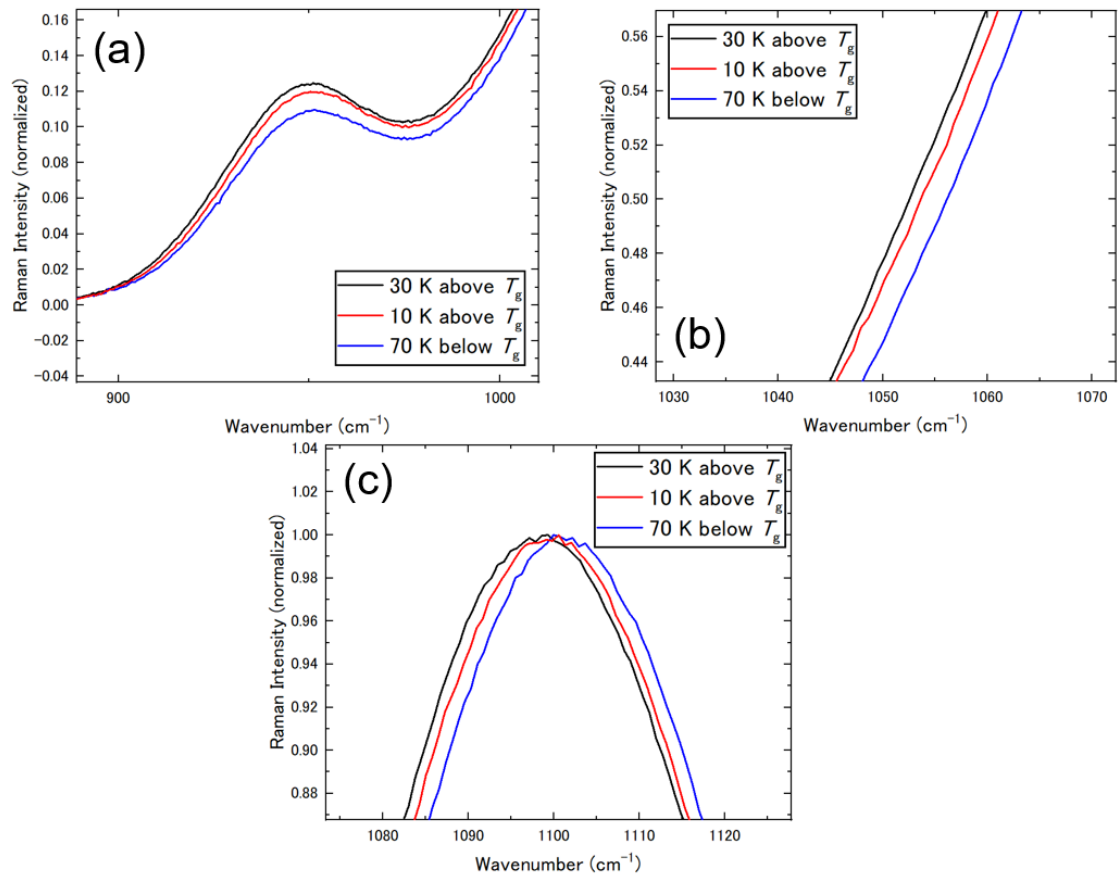 (a)
Raman Intensity (normalized)
0.16
0.14
0.12
0.10
0.08
0.06
0.04
0.02
0.00
-0.02
-0.04
30 K above Tg
10 K above Tg
70 K below Tg
900 1000
Wavenumber (cm⁻¹)
(b)
Raman Intensity (normalized)
30 K above Tg
10 K above Tg
70 K below Tg
0.56
0.54
0.52
0.50
0.48
0.46
0.44
1030 1040 1050 1060 1070
Wavenumber (cm⁻¹)
(c)
Raman Intensity (normalized)
30 K above Tg
10 K above Tg
70 K below Tg
1.04
1.02
1.00
0.98
0.96
0.94
0.92
0.90
0.88
1080 1090 1100 1110 1120
Wavenumber (cm⁻¹)